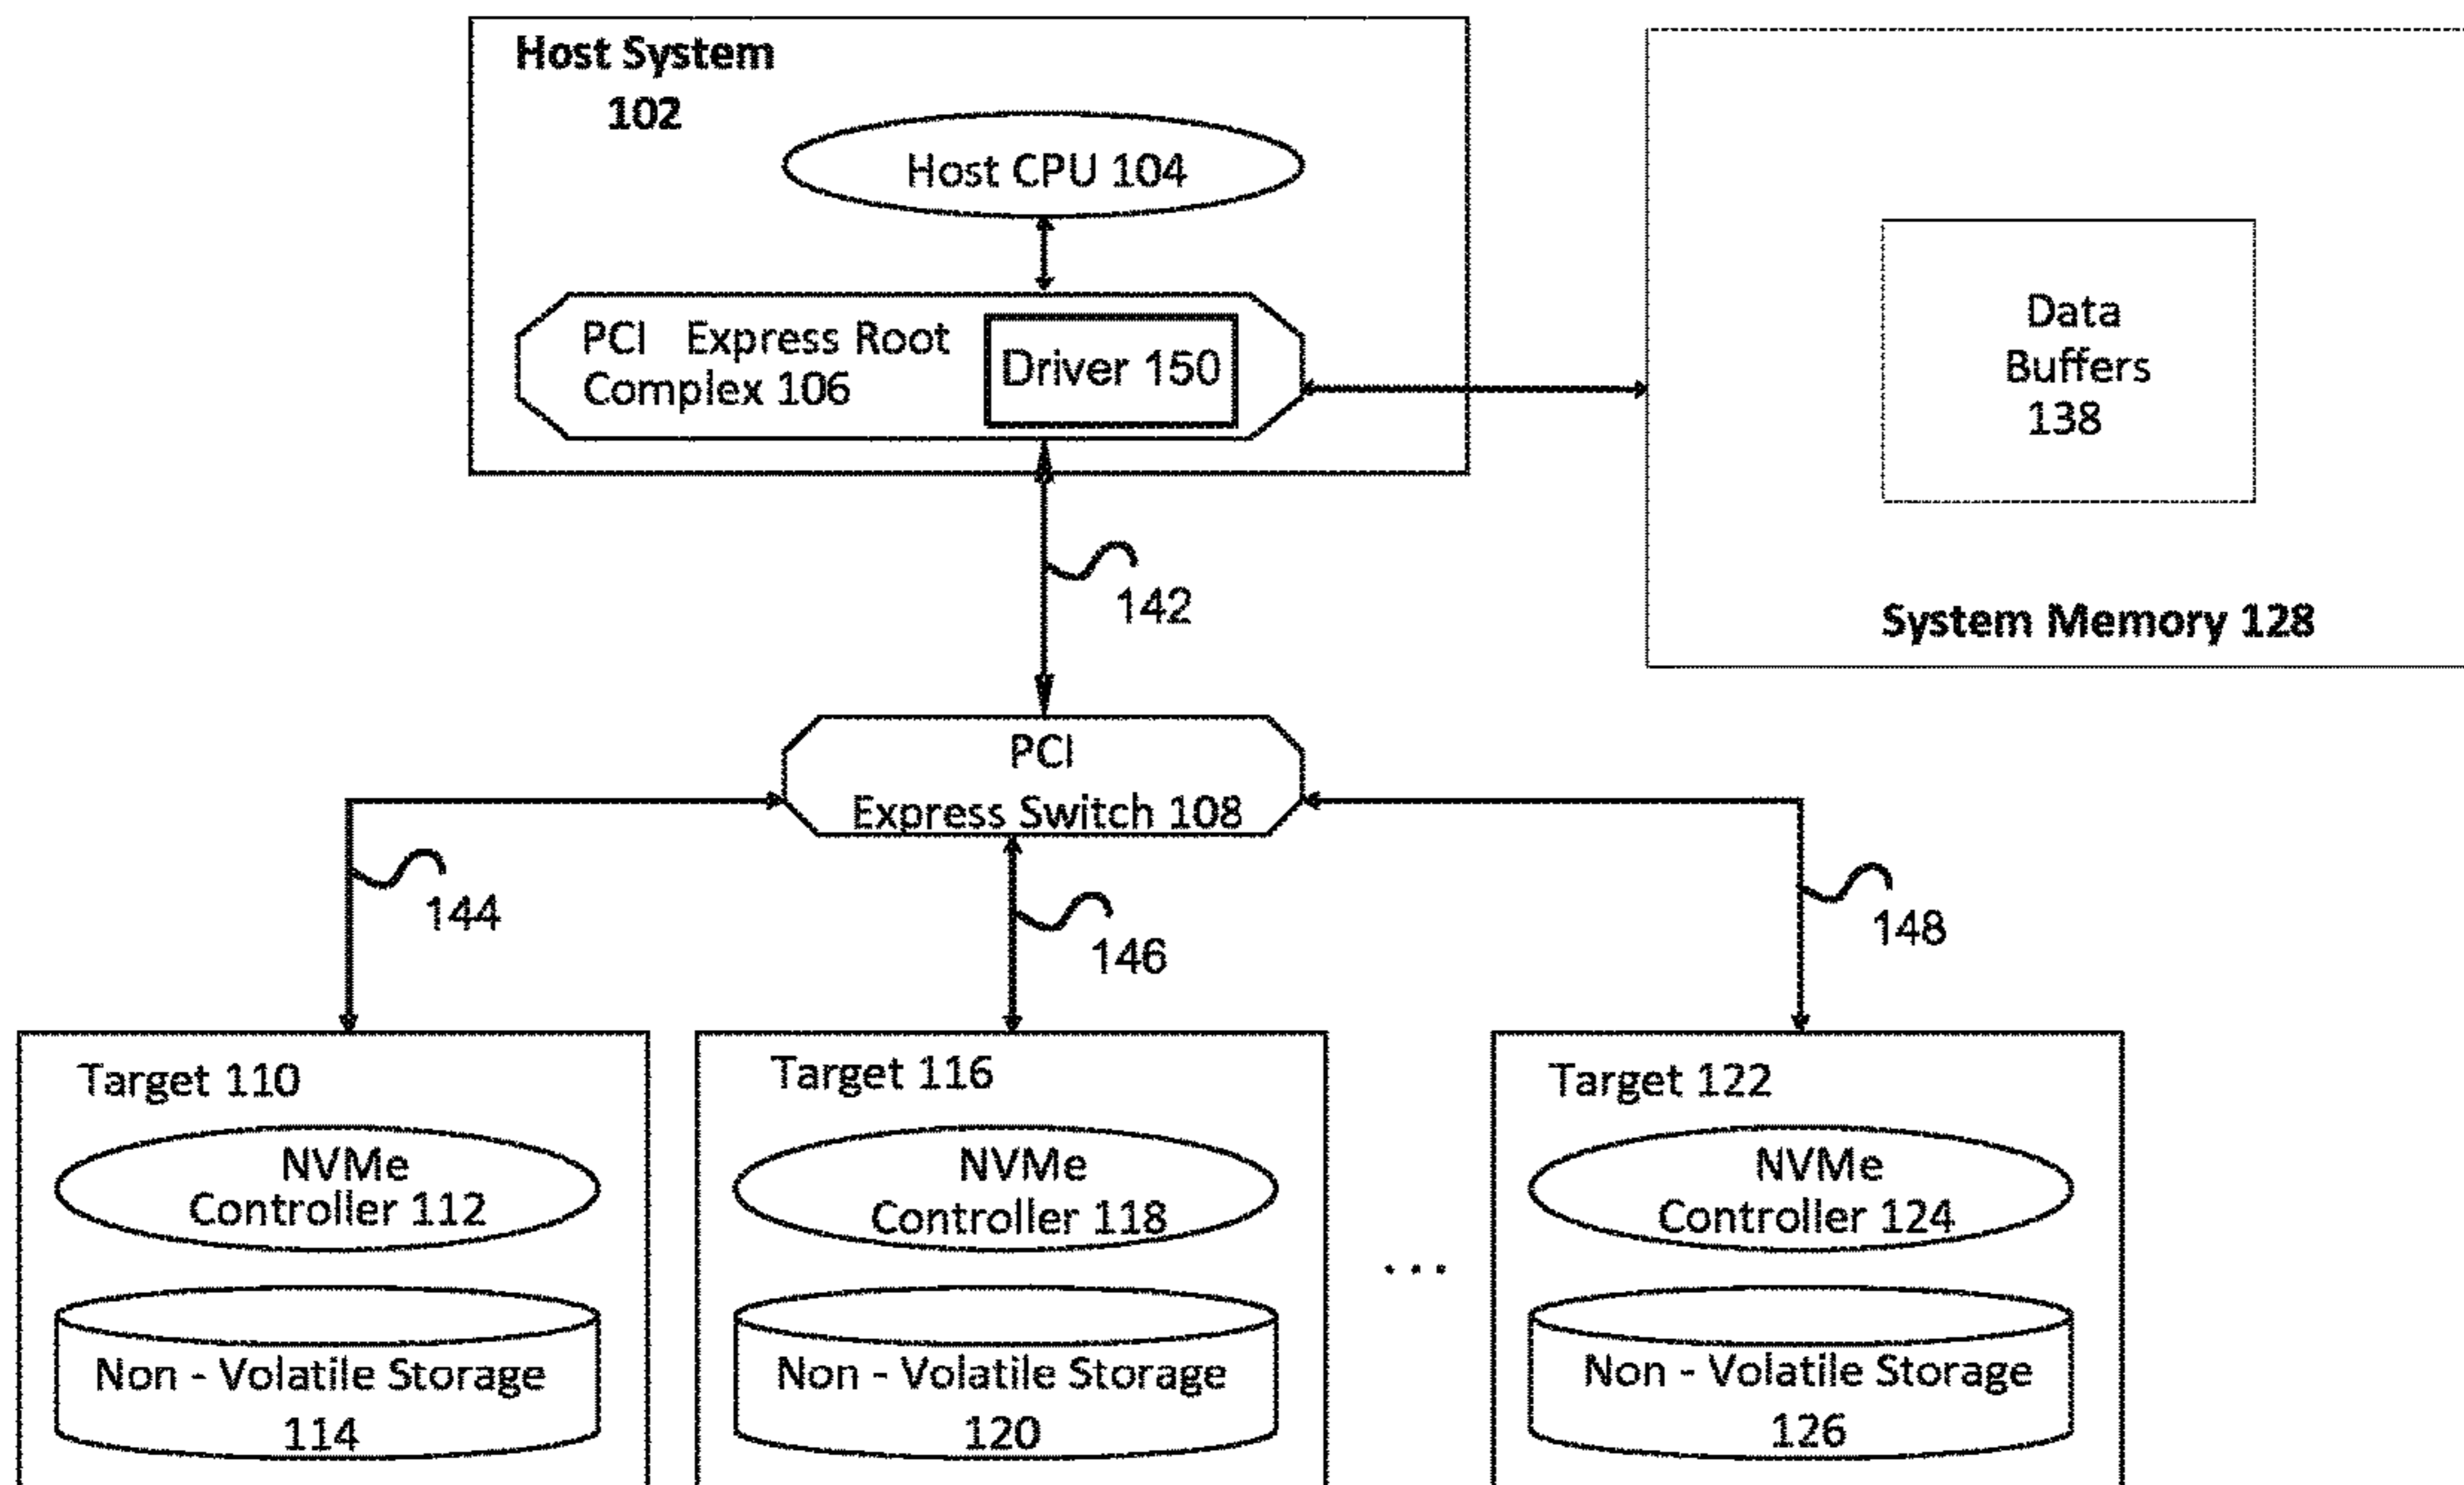 Host System
102
Host CPU 104
PCI Express Root
Complex 106
Driver 150
Data
Buffers
138
System Memory 128
142
PCI
Express Switch 108
144
146
148
Target 110
NVMe
Controller 112
Non - Volatile Storage
114
Target 116
NVMe
Controller 118
Non - Volatile Storage
120
...
Target 122
NVMe
Controller 124
Non - Volatile Storage
126